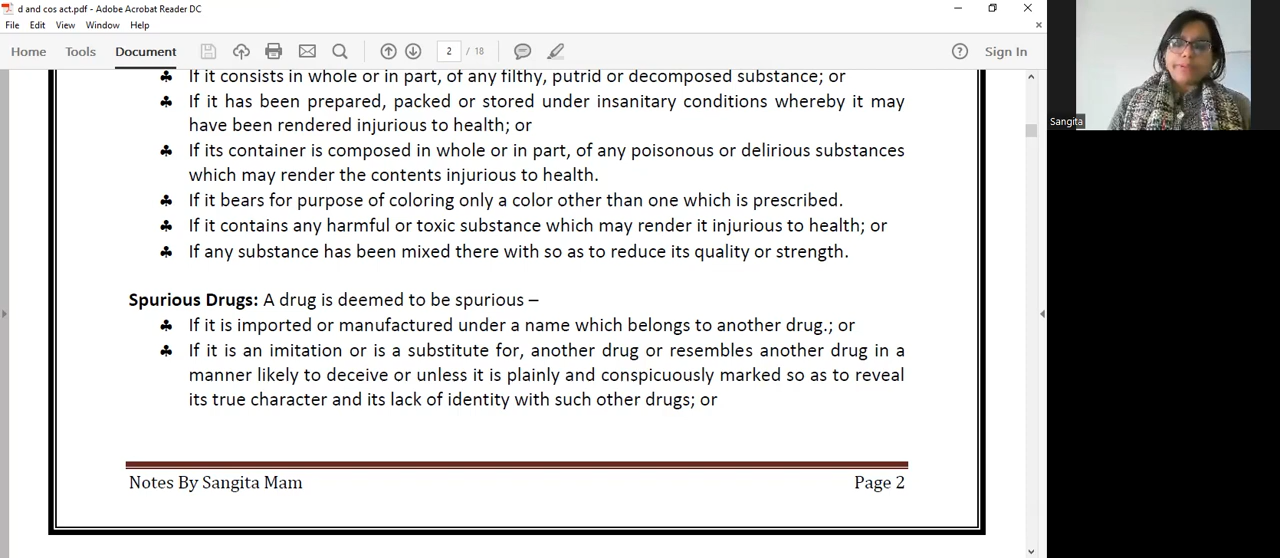 d and cos act.pdf - Adobe Acrobat Reader DC
File Edit View Window Help
Home Tools Document 2 / 18 Sign In
If it consists in whole or in part, of any filthy, putrid or decomposed substance; or
If it has been prepared, packed or stored under insanitary conditions whereby it may
have been rendered injurious to health; or
If its container is composed in whole or in part, of any poisonous or delirious substances
which may render the contents injurious to health.
If it bears for purpose of coloring only a color other than one which is prescribed.
If it contains any harmful or toxic substance which may render it injurious to health; or
If any substance has been mixed there with so as to reduce its quality or strength.
Spurious Drugs: A drug is deemed to be spurious –
If it is imported or manufactured under a name which belongs to another drug.; or
If it is an imitation or is a substitute for, another drug or resembles another drug in a
manner likely to deceive or unless it is plainly and conspicuously marked so as to reveal
its true character and its lack of identity with such other drugs; or
Notes By Sangita Mam Page 2
Sangita